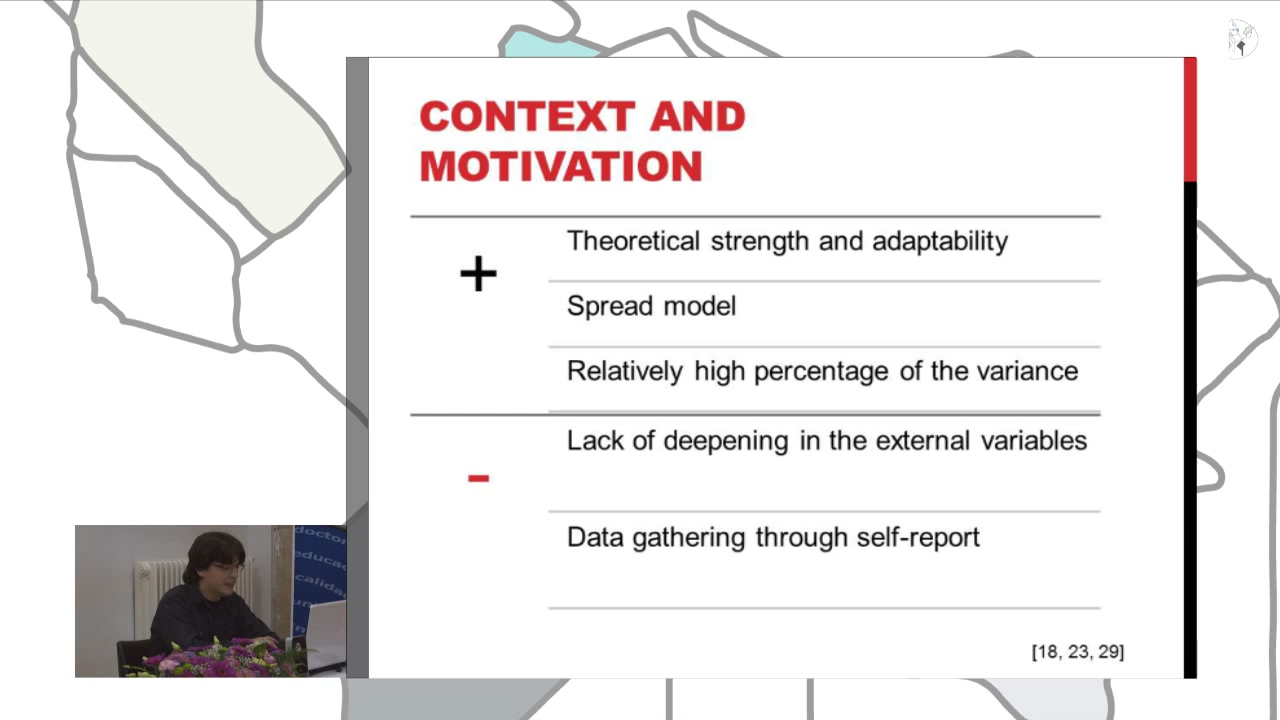 CONTEXT AND
MOTIVATION
+
Theoretical strength and adaptability
Spread model
Relatively high percentage of the variance
-
Lack of deepening in the external variables
Data gathering through self-report
[18, 23, 29]